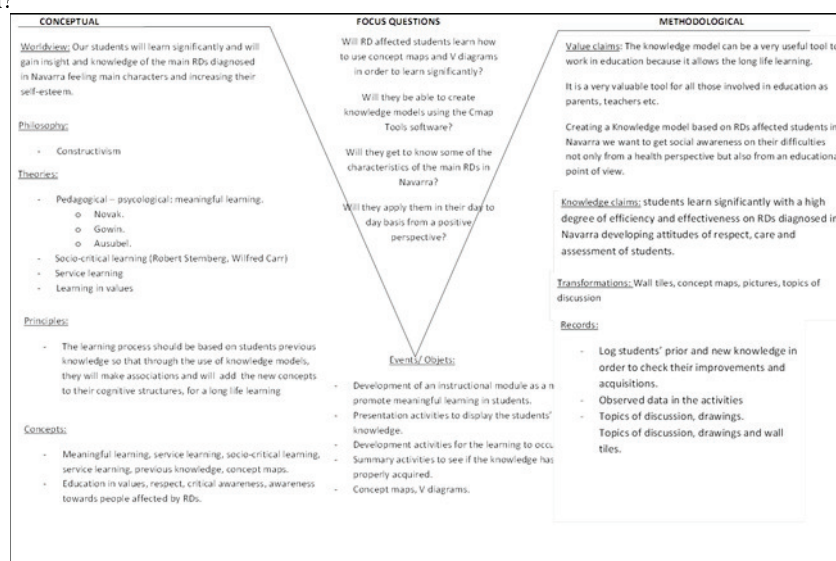 CONCEPTUAL
Worldview: Our students will learn significantly and will
gain insight and knowledge of the main RDs diagnosed
in Navarra feeling main characters and increasing their
self-esteem.
Philosophy:
- Constructivism
Theories:
- Pedagogical – psycological: meaningful learning.
o Novak.
o Gowin.
o Ausubel.
- Socio-critical learning (Robert Sternberg, Wilfred Carr)
- Service learning
- Learning in values
Principles:
- The learning process should be based on students previous
knowledge so that through the use of knowledge models,
they will make associations and will add the new concepts
to their cognitive structures, for a long life learning
Concepts:
- Meaningful learning, service learning, socio-critical learning,
service learning, previous knowledge, concept maps.
- Education in values, respect, critical awareness, awareness
towards people affected by RDs.
FOCUS QUESTIONS
Will RD affected students learn how
to use concept maps and V diagrams
in order to learn significantly?
Will they be able to create
knowledge models using the Cmap
Tools software?
Will they get to know some of the
characteristics of the main RDs in
Navarra?
Will they apply them in their day to
day basis from a positive
perspective?
Events/ Objets:
- Development of an instructional module as a m
promote meaningful learning in students.
- Presentation activities to display the students'
knowledge.
- Development activities for the learning to occu
- Summary activities to see if the knowledge has
properly acquired.
- Concept maps, V diagrams.
METHODOLOGICAL
Value claims: The knowledge model can be a very useful tool to
work in education because it allows the long life learning.
It is a very valuable tool for all those involved in education as
parents, teachers etc.
Creating a Knowledge model based on RDs affected students in
Navarra we want to get social awareness on their difficulties
not only from a health perspective but also from an educationa
point of view.
Knowledge claims: students learn significantly with a high
degree of efficiency and effectiveness on RDs diagnosed in
Navarra developing attitudes of respect, care and
assessment of students.
Transformations: Wall tiles, concept maps, pictures, topics of
discussion
Records:
- Log students' prior and new knowledge in
order to check their improvements and
acquisitions.
- Observed data in the activities
- Topics of discussion, drawings.
Topics of discussion, drawings and wall
tiles.